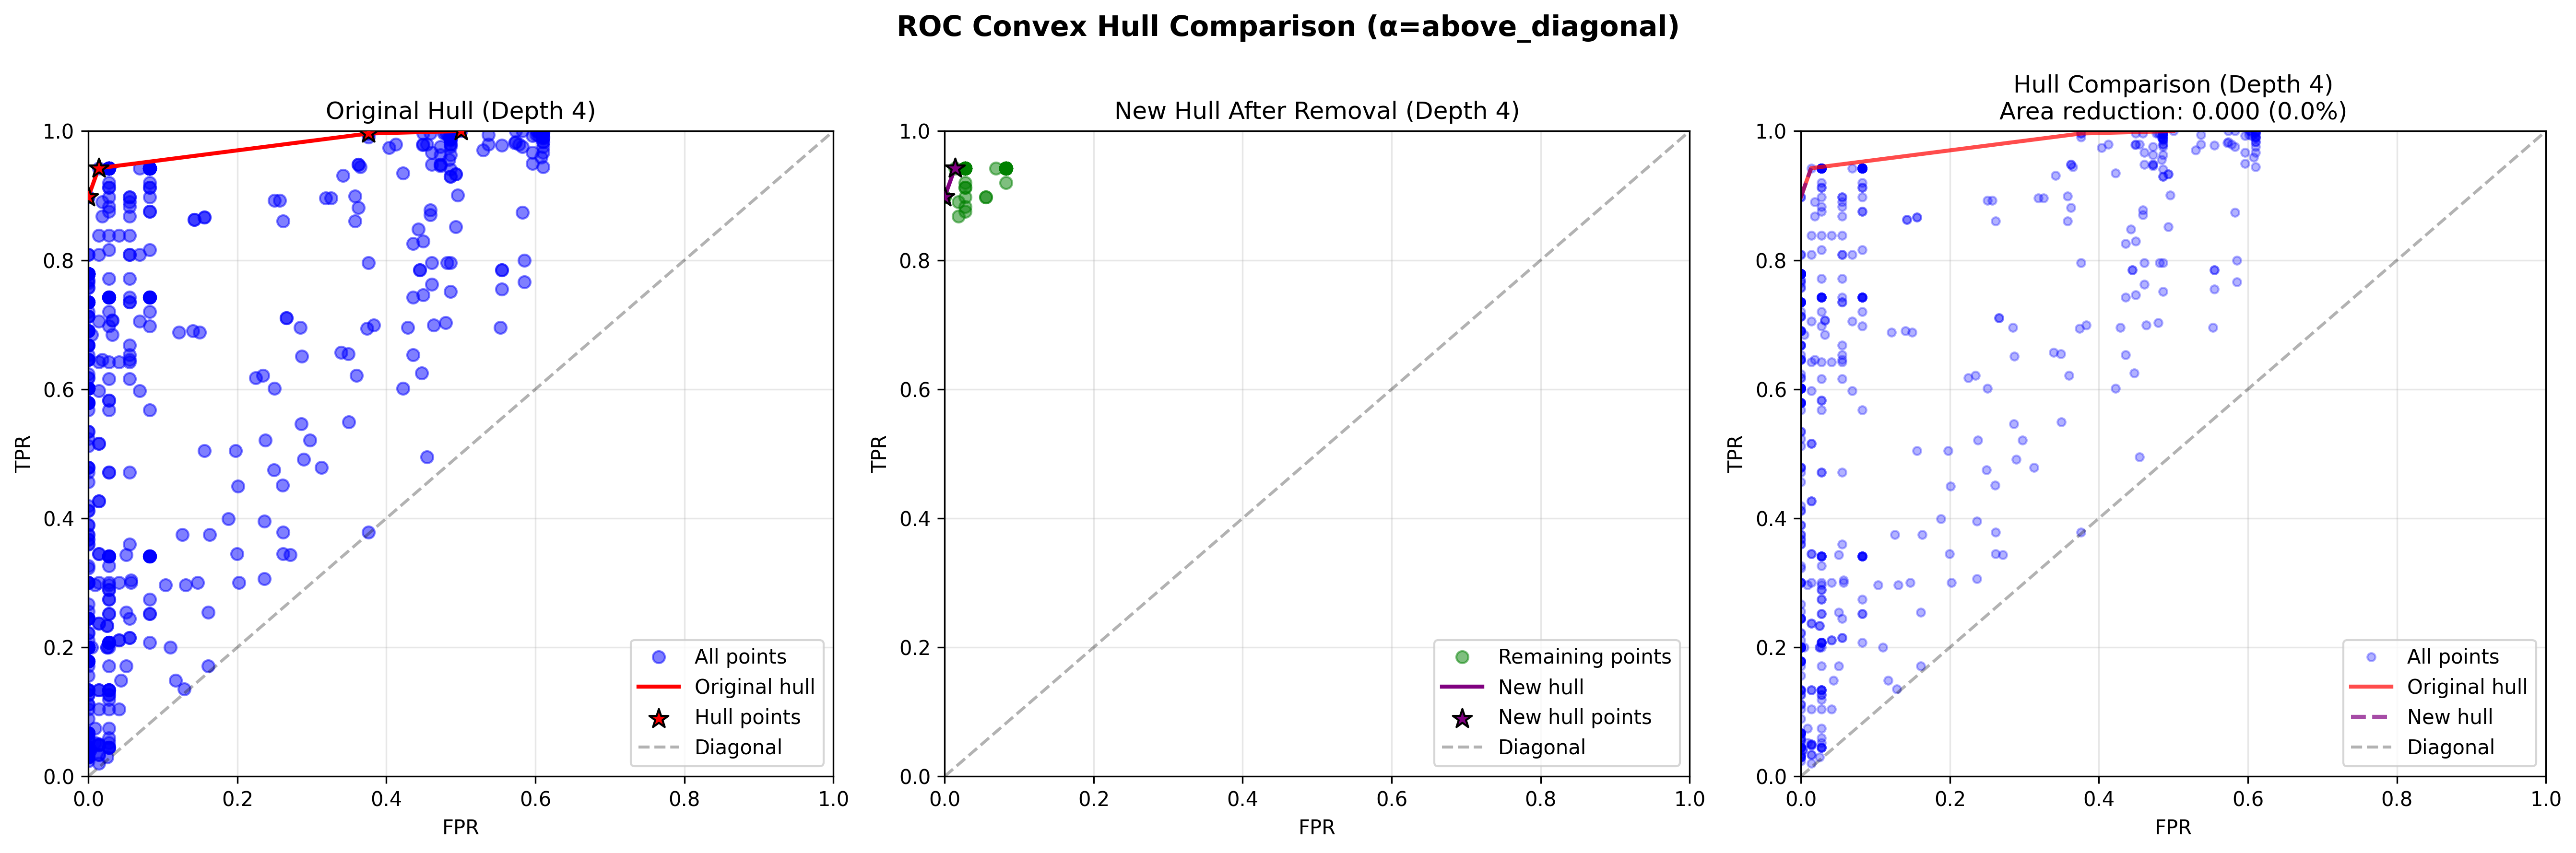 ROC Convex Hull Comparison (α=above_diagonal)
Original Hull (Depth 4)
1.0
0.8
0.6
0.4
0.2
0.0
TPR
0.0 0.2 0.4 0.6 0.8 1.0
FPR
All points
Original hull
Hull points
Diagonal
New Hull After Removal (Depth 4)
1.0
0.8
0.6
0.4
0.2
0.0
TPR
0.0 0.2 0.4 0.6 0.8 1.0
FPR
Remaining points
New hull
New hull points
Diagonal
Hull Comparison (Depth 4)
Area reduction: 0.000 (0.0%)
1.0
0.8
0.6
0.4
0.2
0.0
TPR
0.0 0.2 0.4 0.6 0.8 1.0
FPR
All points
Original hull
New hull
Diagonal